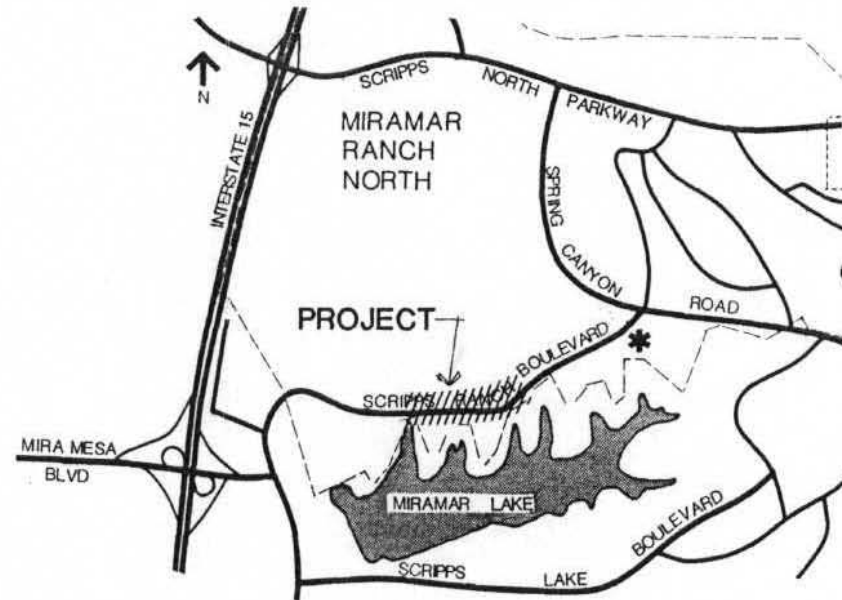 SCRIPPS NORTH PARKWAY
N
MIRAMAR
RANCH
NORTH
INTERSTATE 15
SPRING CANYON ROAD
PROJECT
*
SCRIPPS RANCH BOULEVARD
MIRA MESA
BLVD
MIRAMAR LAKE
SCRIPPS LAKE BOULEVARD